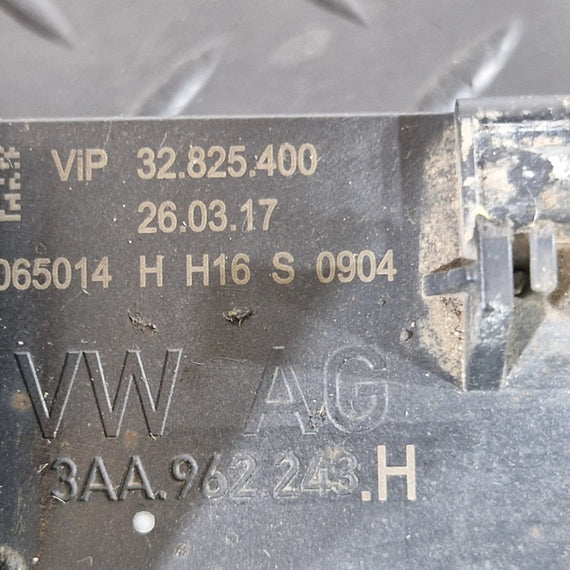 ViP 32.825.400
26.03.17
065014 H H16 S 0904
VW AG
3AA.962.243.H